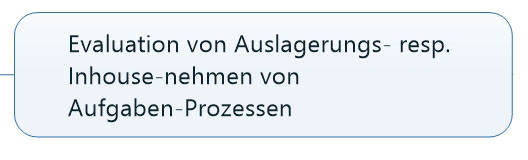 Evaluation von Auslagerungs- resp.
Inhouse-nehmen von
Aufgaben-Prozessen